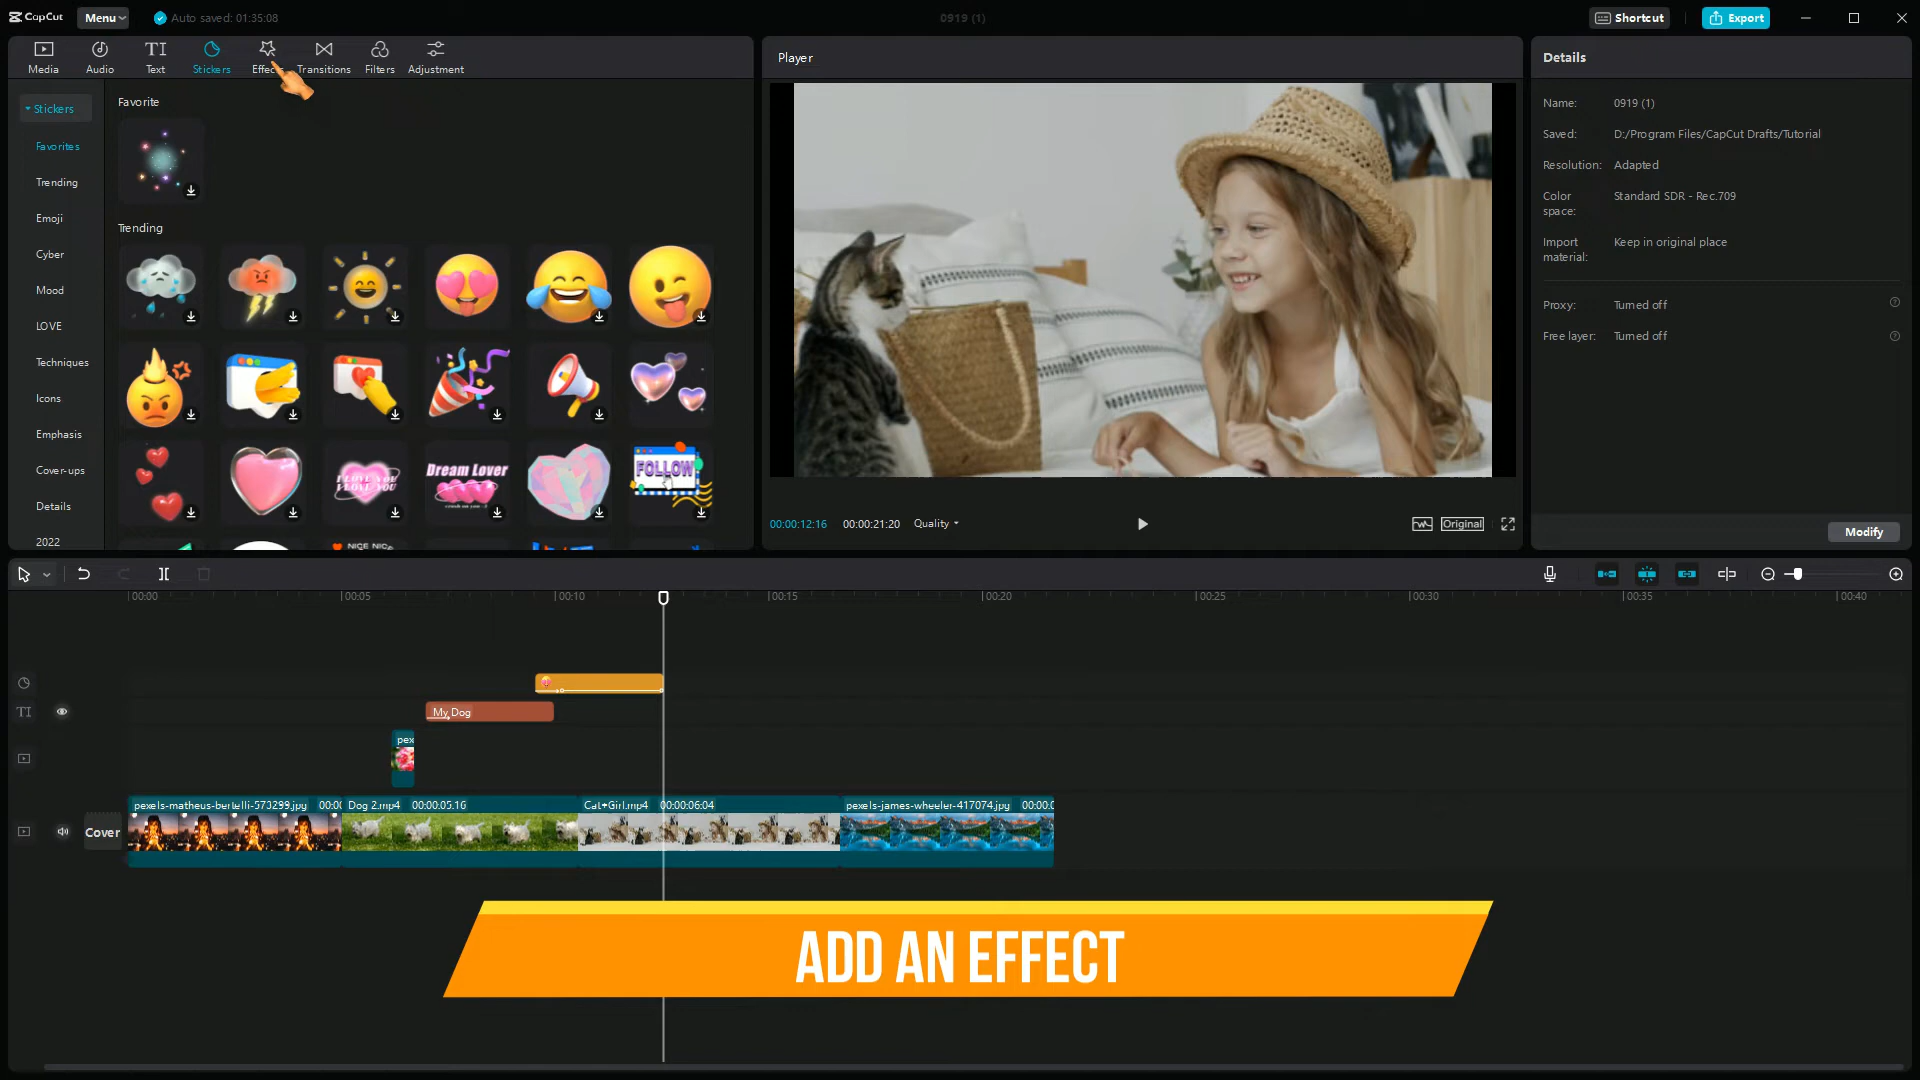 CapCut
Menu
Auto saved: 01:35:08
0919 (1)
Shortcut
Export
Media
Audio
Text
Stickers
Effects
Transitions
Filters
Adjustment
Player
Details
Stickers
Favorites
Trending
Emoji
Cyber
Mood
LOVE
Techniques
Icons
Emphasis
Cover-ups
Details
2022
Favorite
Trending
I LOVE YOU
I LOVE YOU
Dream Lover
FOLLOW
NICE NICE
00:00:12:16
00:00:21:20
Quality
Original
Name: 0919 (1)
Saved: D:/Program Files/CapCut Drafts/Tutorial
Resolution: Adapted
Color space: Standard SDR - Rec.709
Import material: Keep in original place
Proxy: Turned off
Free layer: Turned off
Modify
00:00
00:05
00:10
00:15
00:20
00:25
00:30
00:35
00:40
TI
My Dog
pex
Cover
pexels-matheus-bertelli-573299.jpg 00:00
Dog 2.mp4 00:00:05:16
Cat+Girl.mp4 00:00:06:04
pexels-james-wheeler-417074.jpg 00:00:0
ADD AN EFFECT